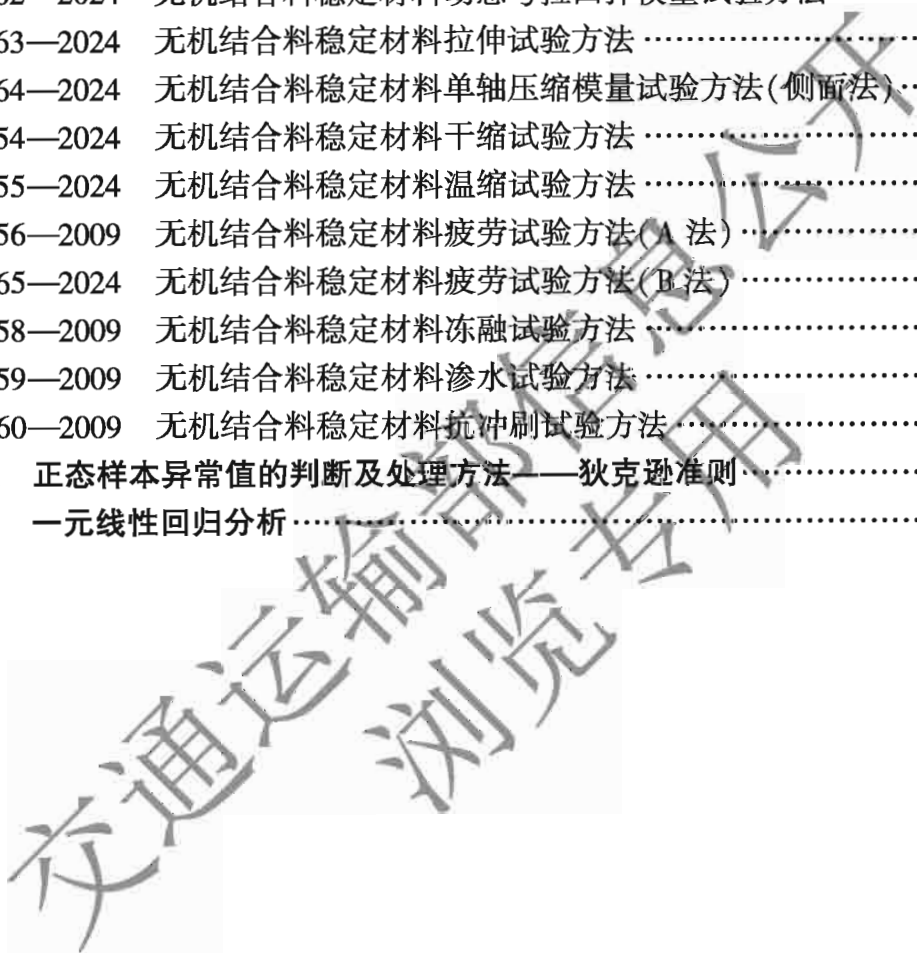 63—2024 无机结合料稳定材料拉伸试验方法
64—2024 无机结合料稳定材料单轴压缩模量试验方法(侧面法)
54—2024 无机结合料稳定材料干缩试验方法
55—2024 无机结合料稳定材料温缩试验方法
56—2009 无机结合料稳定材料疲劳试验方法(A 法)
65—2024 无机结合料稳定材料疲劳试验方法(B 法)
58—2009 无机结合料稳定材料冻融试验方法
59—2009 无机结合料稳定材料渗水试验方法
60—2009 无机结合料稳定材料抗冲刷试验方法
正态样本异常值的判断及处理方法——狄克逊准则
一元线性回归分析
交通运输部信息公开
浏览专用